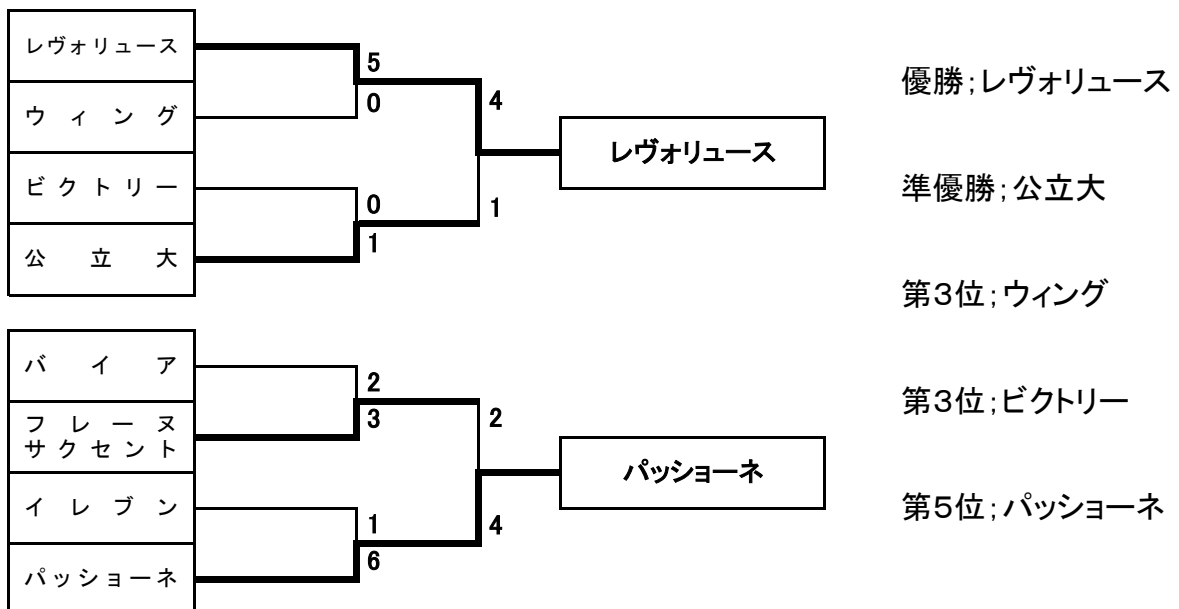 レヴォリュース
5
0
ウィング
4
1
レヴォリュース
ビクトリー
0
1
公立大
バイア
2
3
フレーヌ
サクセント
2
4
パッショーネ
イレブン
1
6
パッショーネ
優勝;レヴォリュース
準優勝;公立大
第3位;ウィング
第3位;ビクトリー
第5位;パッショーネ